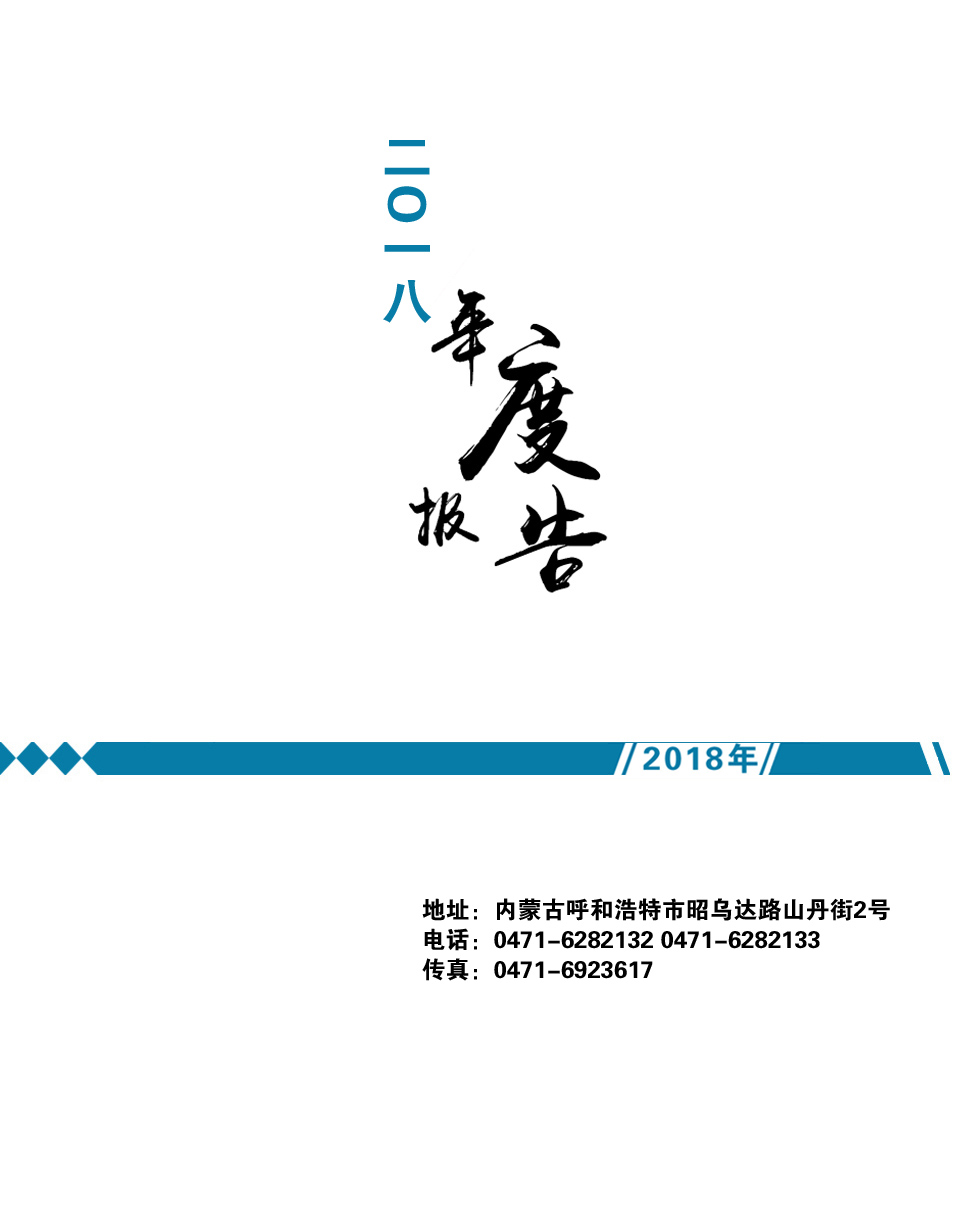 二〇一八
年度
报告
2018年
地址：内蒙古呼和浩特市昭乌达路山丹街2号
电话：0471-6282132 0471-6282133
传真：0471-6923617